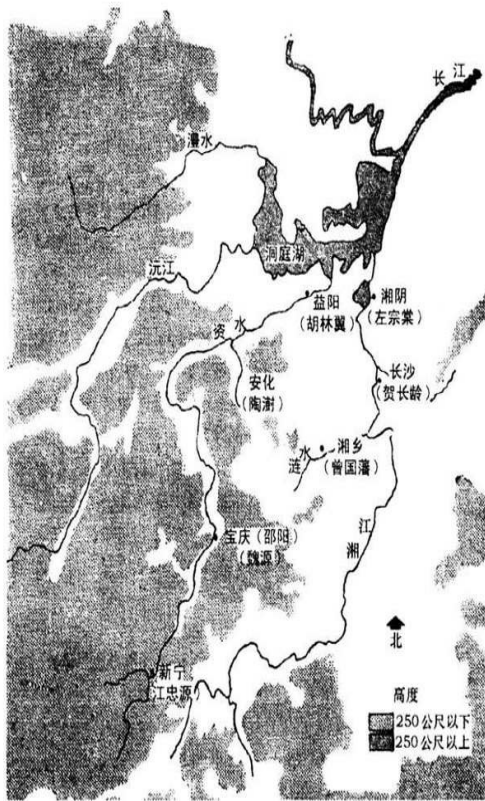 长江
澧水
洞庭湖
沅江
益阳
(胡林翼)
湘阴
(左宗棠)
资水
安化
(陶澍)
长沙
(贺长龄)
涟水
湘乡
(曾国藩)
湘江
宝庆(邵阳)
(魏源)
新宁
江忠源
北
高度
250公尺以下
250公尺以上